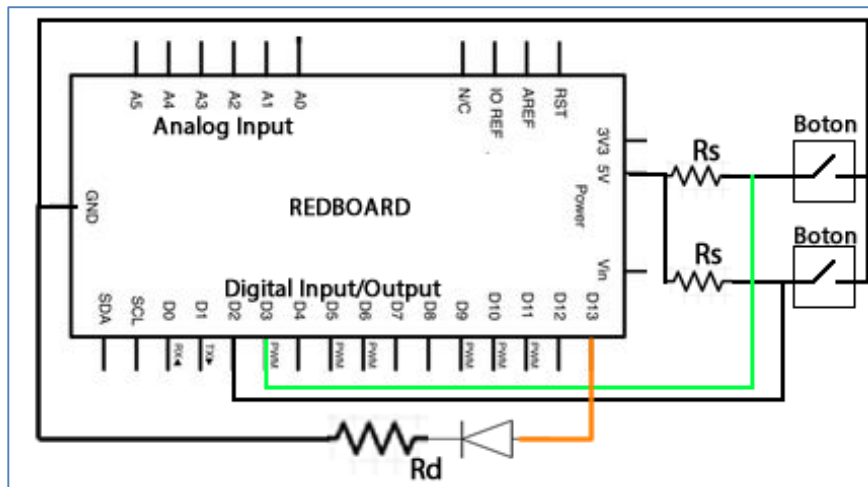 A5
A4
A3
A2
A1
A0
N/C
IO REF
AREF
RST
Analog Input
3V3
5V
Power
Vin
Rs
Boton
Rs
Boton
GND
REDBOARD
Digital Input/Output
SDA
SCL
D0
D1
D2
D3
D4
D5
D6
D7
D8
D9
D10
D11
D12
D13
RX◄
TX►
PWM
PWM
PWM
PWM
PWM
PWM
Rd